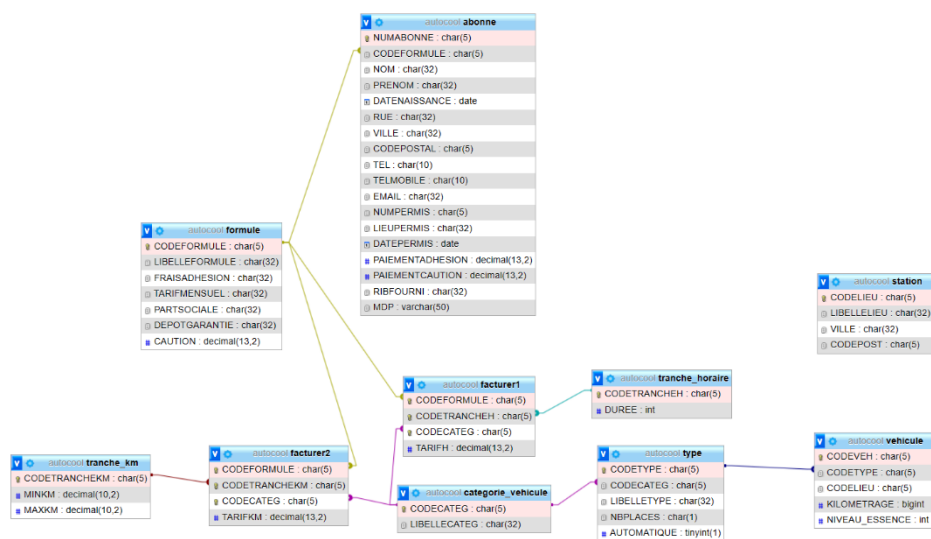 autocool abonne
NUMABONNE : char(5)
CODEFORMULE : char(5)
NOM : char(32)
PRENOM : char(32)
DATENAISSANCE : date
RUE : char(32)
VILLE : char(32)
CODEPOSTAL : char(5)
TEL : char(10)
TELMOBILE : char(10)
EMAIL : char(32)
NUMPERMIS : char(5)
LIEUPERMIS : char(32)
DATEPERMIS : date
PAIEMENTADHESION : decimal(13,2)
PAIEMENTCAUTION : decimal(13,2)
RIBFOURNI : char(32)
MDP : varchar(50)
autocool formule
CODEFORMULE : char(5)
LIBELLEFORMULE : char(32)
FRAISADHESION : char(32)
TARIFMENSUEL : char(32)
PARTSOCIALE : char(32)
DEPOTGARANTIE : char(32)
CAUTION : decimal(13,2)
autocool station
CODELIEU : char(5)
LIBELLELIEU : char(32)
VILLE : char(32)
CODEPOST : char(5)
autocool facturer1
CODEFORMULE : char(5)
CODETRANCHEH : char(5)
CODECATEG : char(5)
TARIFH : decimal(13,2)
autocool tranche_horaire
CODETRANCHEH : char(5)
DUREE : int
autocool tranche_km
CODETRANCHEKM : char(5)
MINKM : decimal(10,2)
MAXKM : decimal(10,2)
autocool facturer2
CODEFORMULE : char(5)
CODETRANCHEKM : char(5)
CODECATEG : char(5)
TARIFKM : decimal(13,2)
autocool categorie_vehicule
CODECATEG : char(5)
LIBELLECATEG : char(32)
autocool type
CODETYPE : char(5)
CODECATEG : char(5)
LIBELLETYPE : char(32)
NBPLACES : char(1)
AUTOMATIQUE : tinyint(1)
autocool vehicule
CODEVEH : char(5)
CODETYPE : char(5)
CODELIEU : char(5)
KILOMETRAGE : bigint
NIVEAU_ESSENCE : int